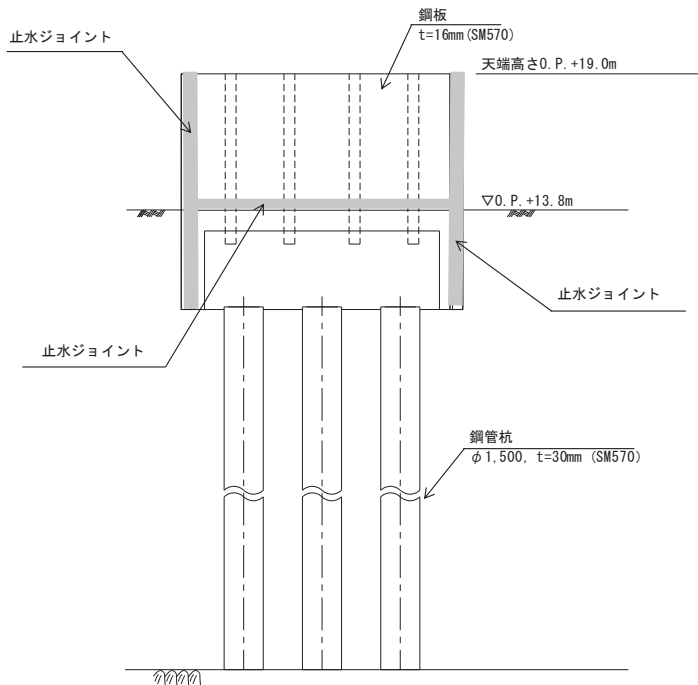 鋼板
t=16mm(SM570)
止水ジョイント
天端高さO.P.+19.0m
▽O.P.+13.8m
止水ジョイント
止水ジョイント
鋼管杭
φ1,500, t=30mm (SM570)